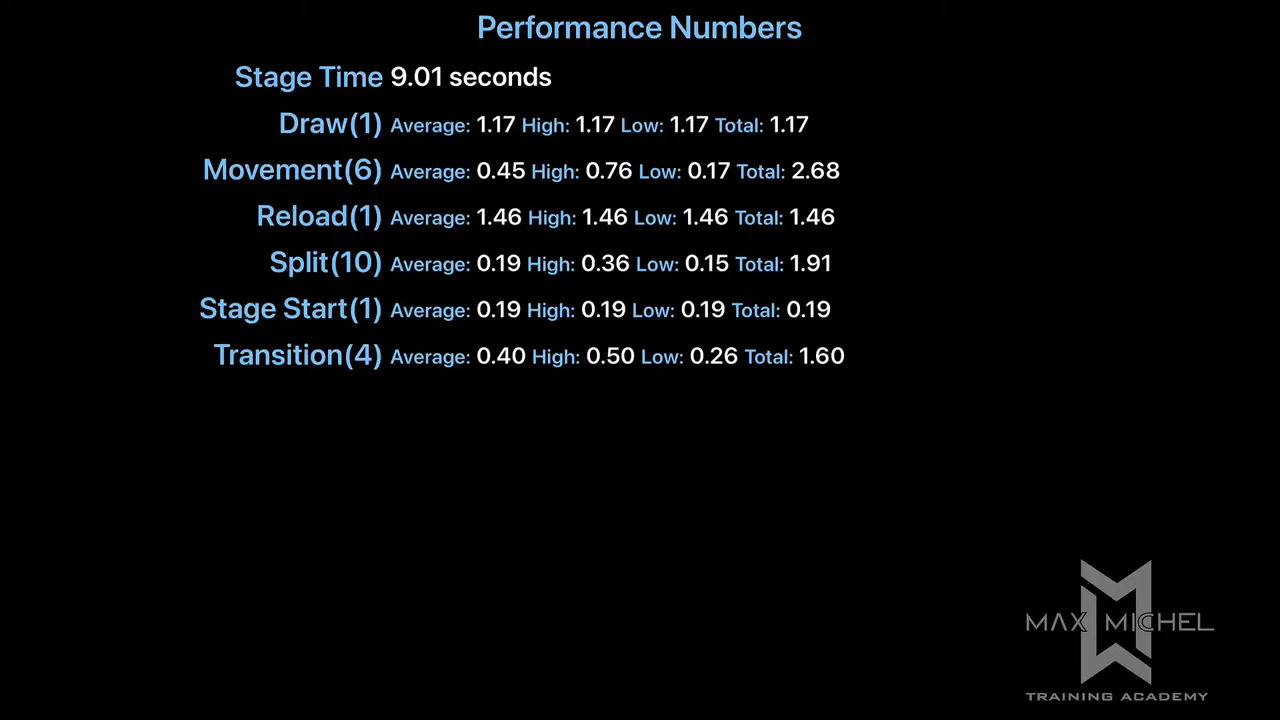 Performance Numbers
Stage Time 9.01 seconds
Draw(1) Average: 1.17 High: 1.17 Low: 1.17 Total: 1.17
Movement(6) Average: 0.45 High: 0.76 Low: 0.17 Total: 2.68
Reload(1) Average: 1.46 High: 1.46 Low: 1.46 Total: 1.46
Split(10) Average: 0.19 High: 0.36 Low: 0.15 Total: 1.91
Stage Start(1) Average: 0.19 High: 0.19 Low: 0.19 Total: 0.19
Transition(4) Average: 0.40 High: 0.50 Low: 0.26 Total: 1.60
MAX MICHEL
TRAINING ACADEMY